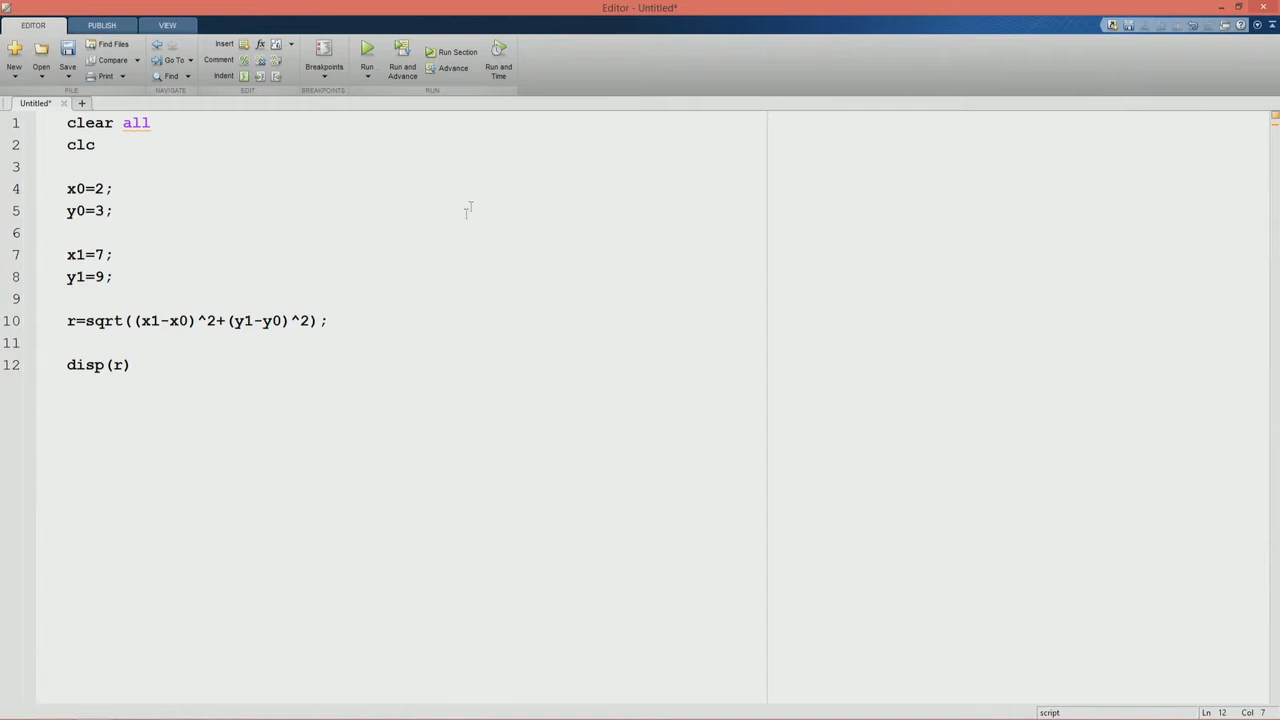 Editor - Untitled*
EDITOR PUBLISH VIEW
New Open Save Find Files Compare Print
Go To Find
Insert fx Comment % Indent
Breakpoints
Run Run and Advance Run Section Advance Run and Time
FILE NAVIGATE EDIT BREAKPOINTS RUN
Untitled* +
1 clear all
2 clc
3
4 x0=2;
5 y0=3;
6
7 x1=7;
8 y1=9;
9
10 r=sqrt((x1-x0)^2+(y1-y0)^2);
11
12 disp(r)
script Ln 12 Col 7